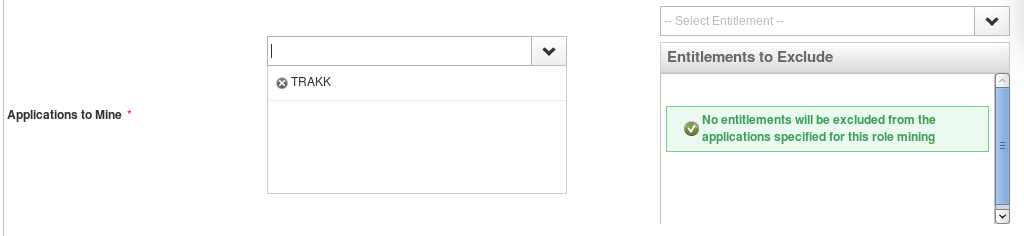 -- Select Entitlement --
Entitlements to Exclude
TRAKK
Applications to Mine *
No entitlements will be excluded from the
applications specified for this role mining